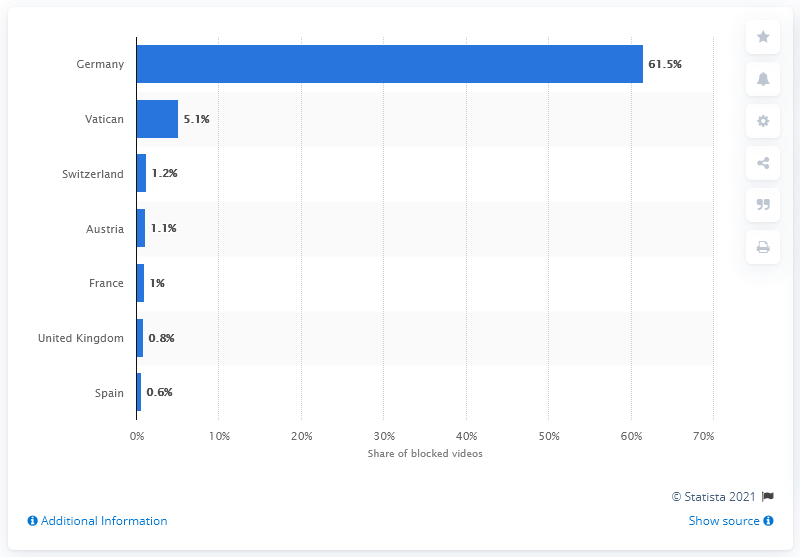 Germany 61.5%
Vatican 5.1%
Switzerland 1.2%
Austria 1.1%
France 1%
United Kingdom 0.8%
Spain 0.6%
0% 10% 20% 30% 40% 50% 60% 70%
Share of blocked videos
© Statista 2021
Additional Information Show source